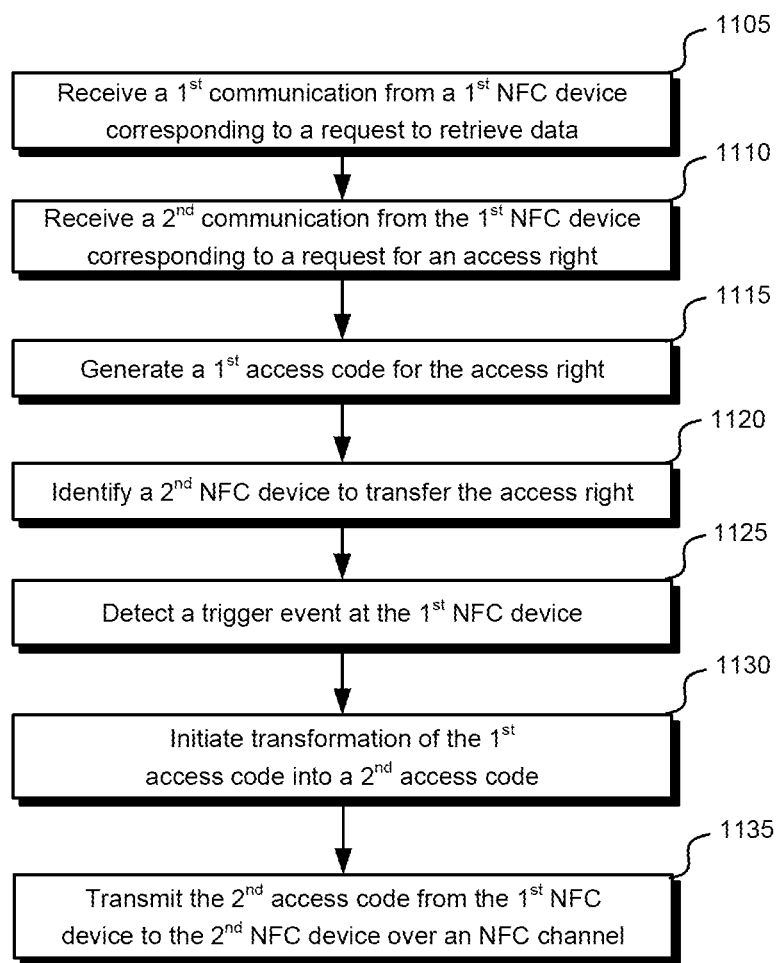 1105
Receive a 1st communication from a 1st NFC device
corresponding to a request to retrieve data
1110
Receive a 2nd communication from the 1st NFC device
corresponding to a request for an access right
1115
Generate a 1st access code for the access right
1120
Identify a 2nd NFC device to transfer the access right
1125
Detect a trigger event at the 1st NFC device
1130
Initiate transformation of the 1st
access code into a 2nd access code
1135
Transmit the 2nd access code from the 1st NFC
device to the 2nd NFC device over an NFC channel